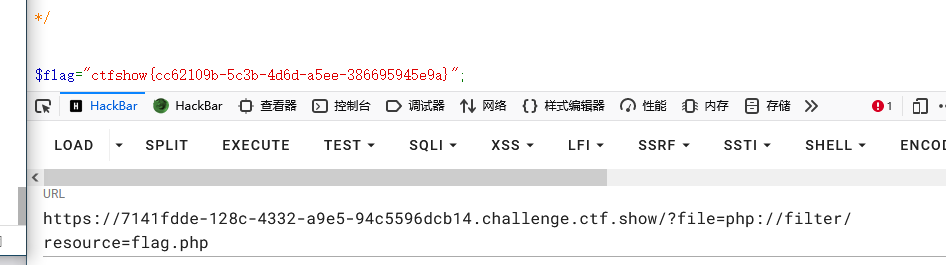 */
$flag="ctfshow{cc62109b-5c3b-4d6d-a5ee-386695945e9a}";
HackBar HackBar 查看器 控制台 调试器 网络 样式编辑器 性能 内存 存储 1
LOAD SPLIT EXECUTE TEST SQLI XSS LFI SSRF SSTI SHELL ENCOD
URL
https://7141fdde-128c-4332-a9e5-94c5596dcb14.challenge.ctf.show/?file=php://filter/
resource=flag.php